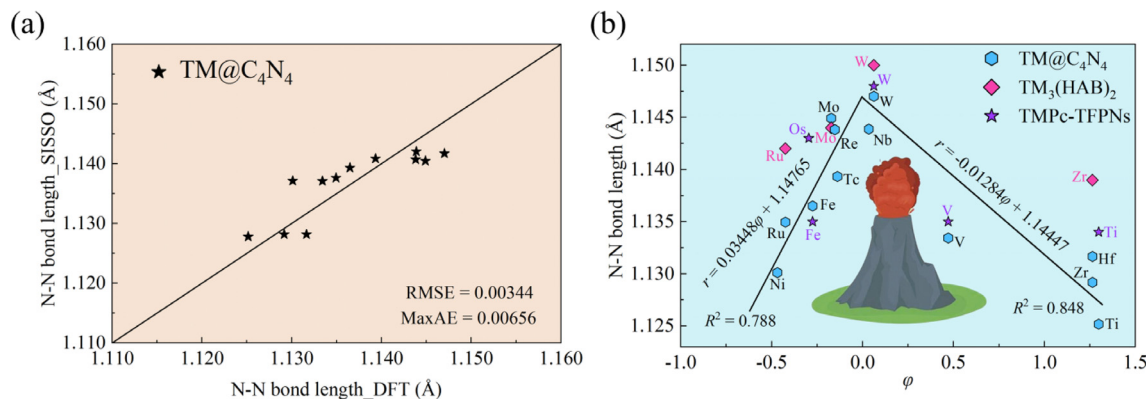 (a)
1.160
1.150
1.140
1.130
1.120
1.110
N-N bond length_SISSO (Å)
TM@C₄N₄
RMSE = 0.00344
MaxAE = 0.00656
1.110
1.120
1.130
1.140
1.150
1.160
N-N bond length_DFT (Å)
(b)
1.150
1.145
1.140
1.135
1.130
1.125
N-N bond length (Å)
TM@C₄N₄
TM₃(HAB)₂
TMPc-TFPNs
W
W
W
Mo
Os
Mo
Re
Nb
Ru
Tc
Zr
Fe
Ru
Fe
V
V
Ti
Ni
Hf
Zr
Ti
r = 0.03448φ + 1.14765
r = -0.01284φ + 1.14447
R² = 0.788
R² = 0.848
-1.0
-0.5
0.0
0.5
1.0
1.5
φ